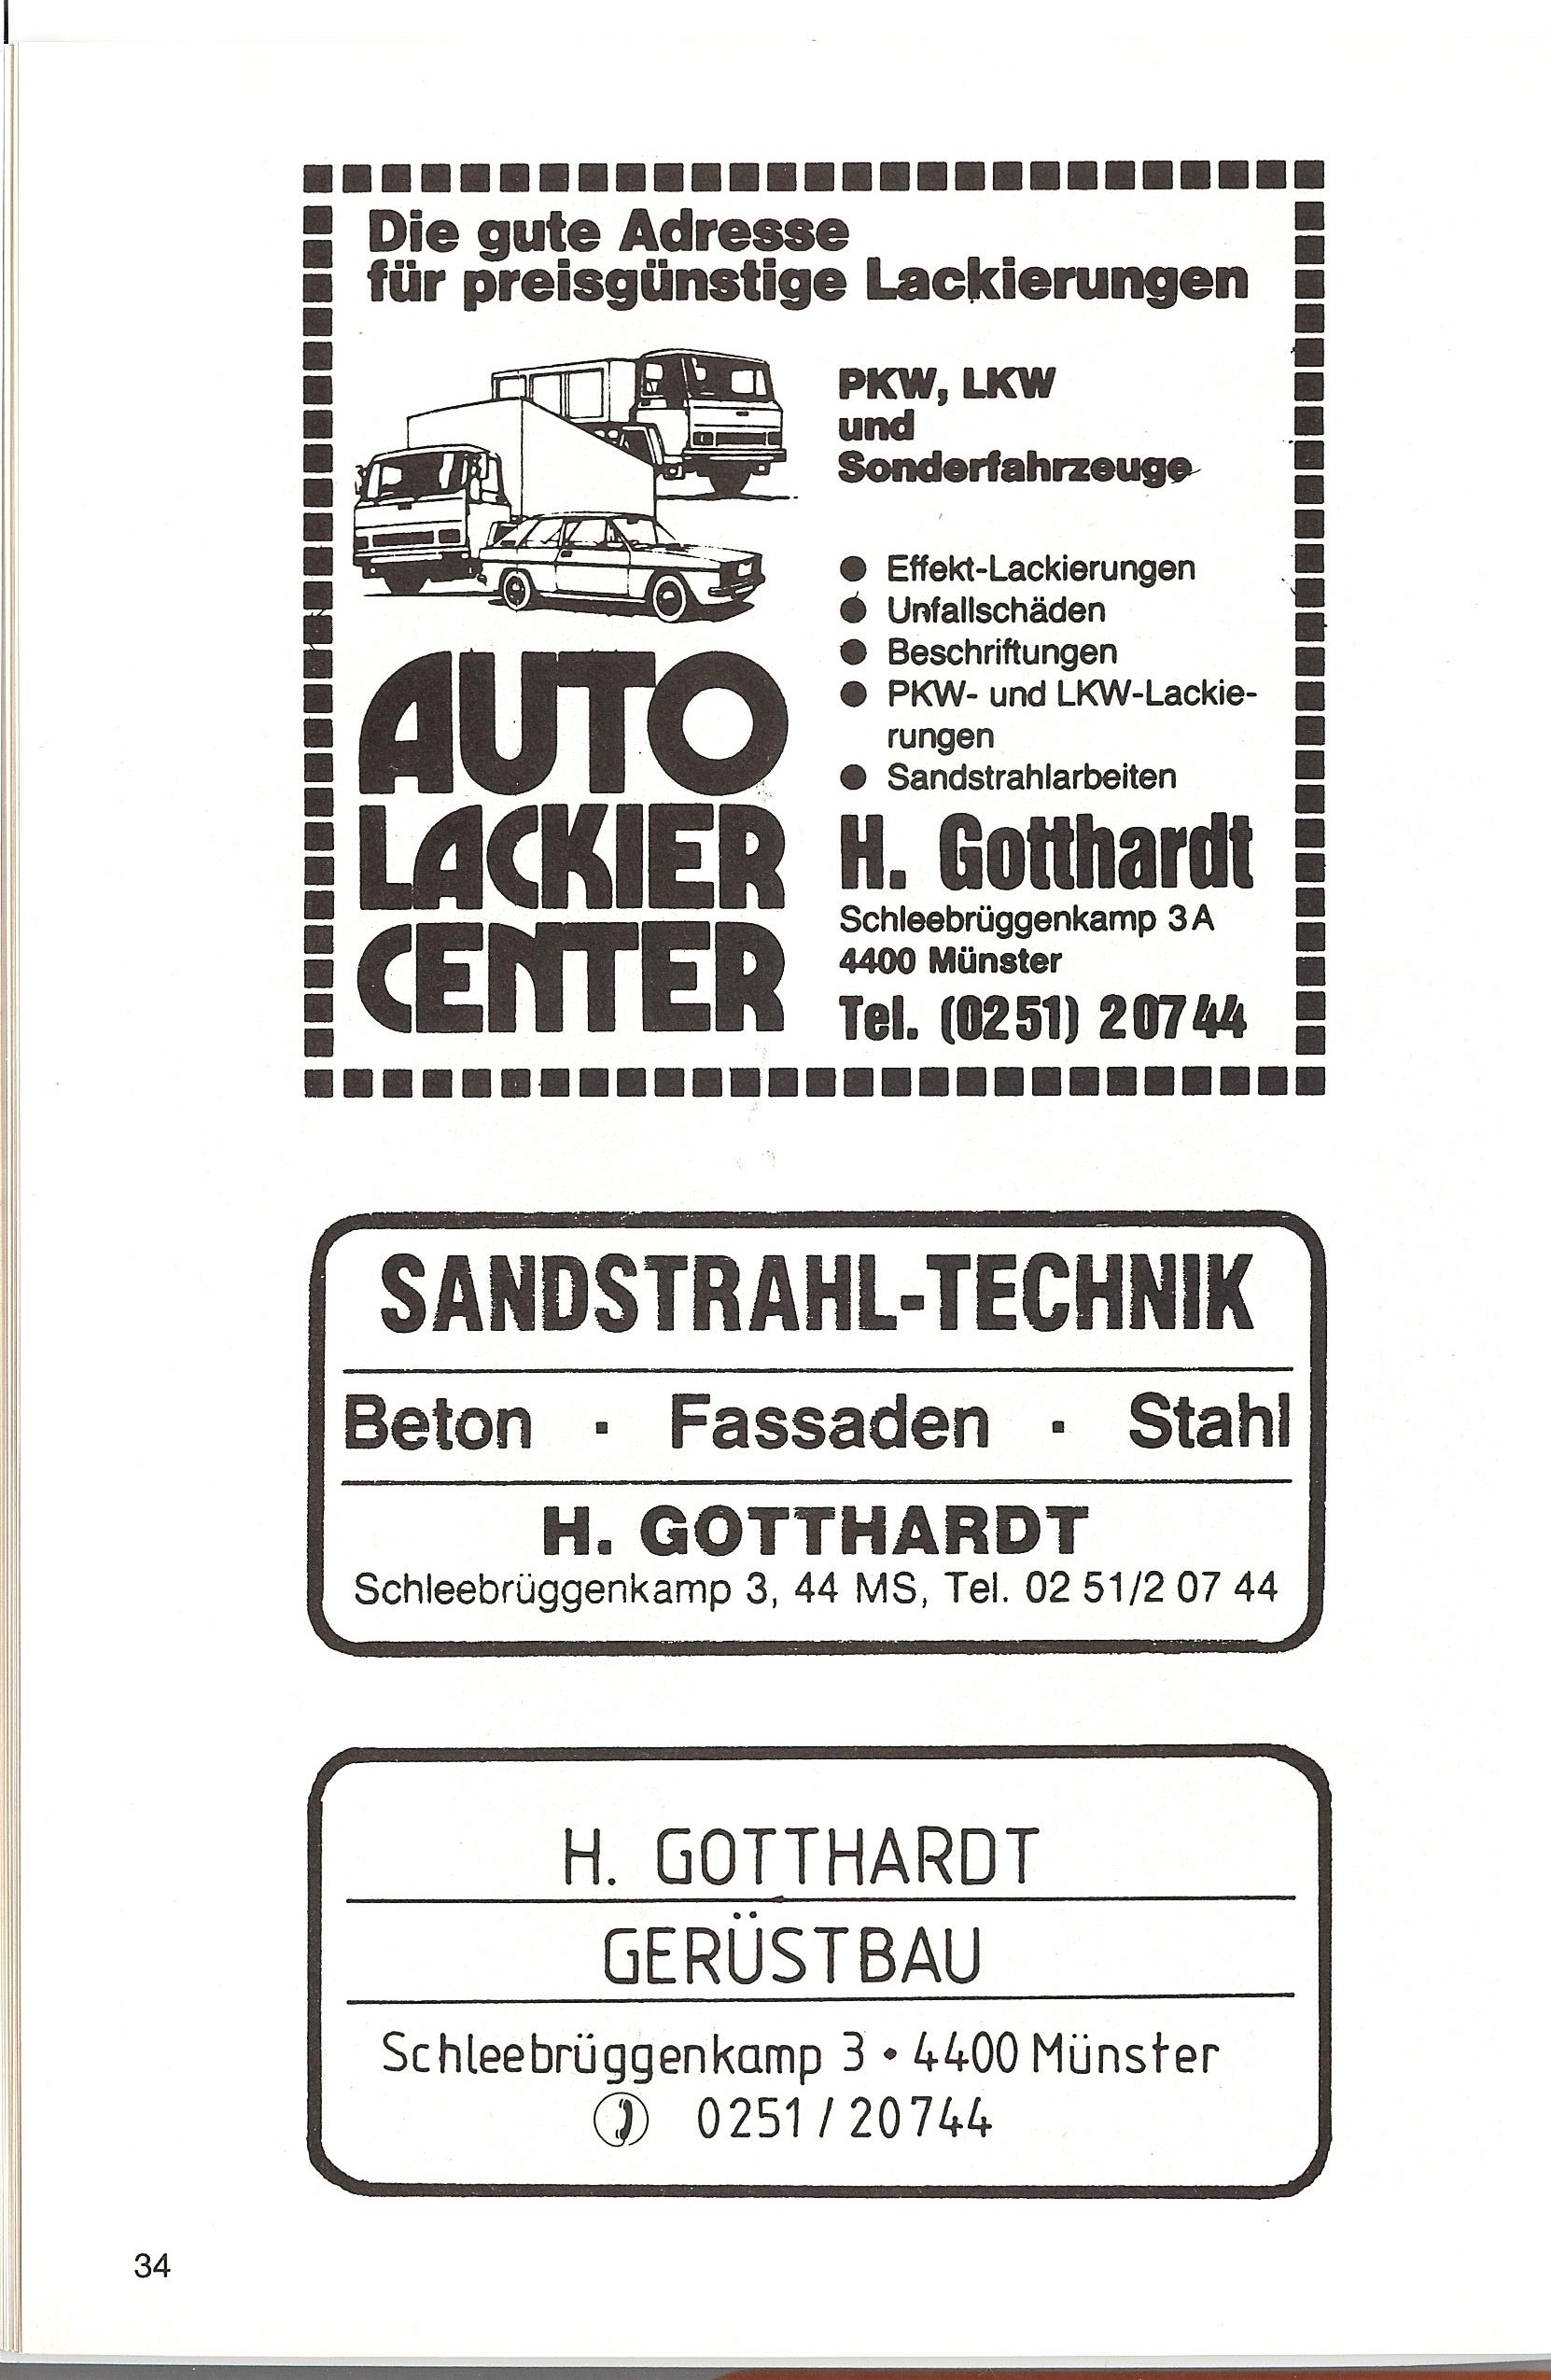 Die gute Adresse
für preisgünstige Lackierungen
PKW, LKW
und
Sonderfahrzeuge
● Effekt-Lackierungen
● Unfallschäden
● Beschriftungen
● PKW- und LKW-Lackie-
rungen
● Sandstrahlarbeiten
AUTO
LACKIER
CENTER
H. Gotthardt
Schleebrüggenkamp 3A
4400 Münster
Tel. (0251) 20744
SANDSTRAHL-TECHNIK
Beton · Fassaden · Stahl
H. GOTTHARDT
Schleebrüggenkamp 3, 44 MS, Tel. 02 51/2 07 44
H. GOTTHARDT
GERÜSTBAU
Schleebrüggenkamp 3 • 4400 Münster
0251/20744
34